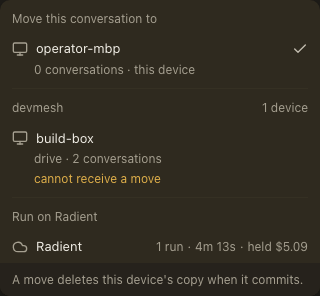 Move this conversation to
operator-mbp
0 conversations · this device
devmesh 1 device
build-box
drive · 2 conversations
cannot receive a move
Run on Radient
Radient 1 run · 4m 13s · held $5.09
A move deletes this device's copy when it commits.